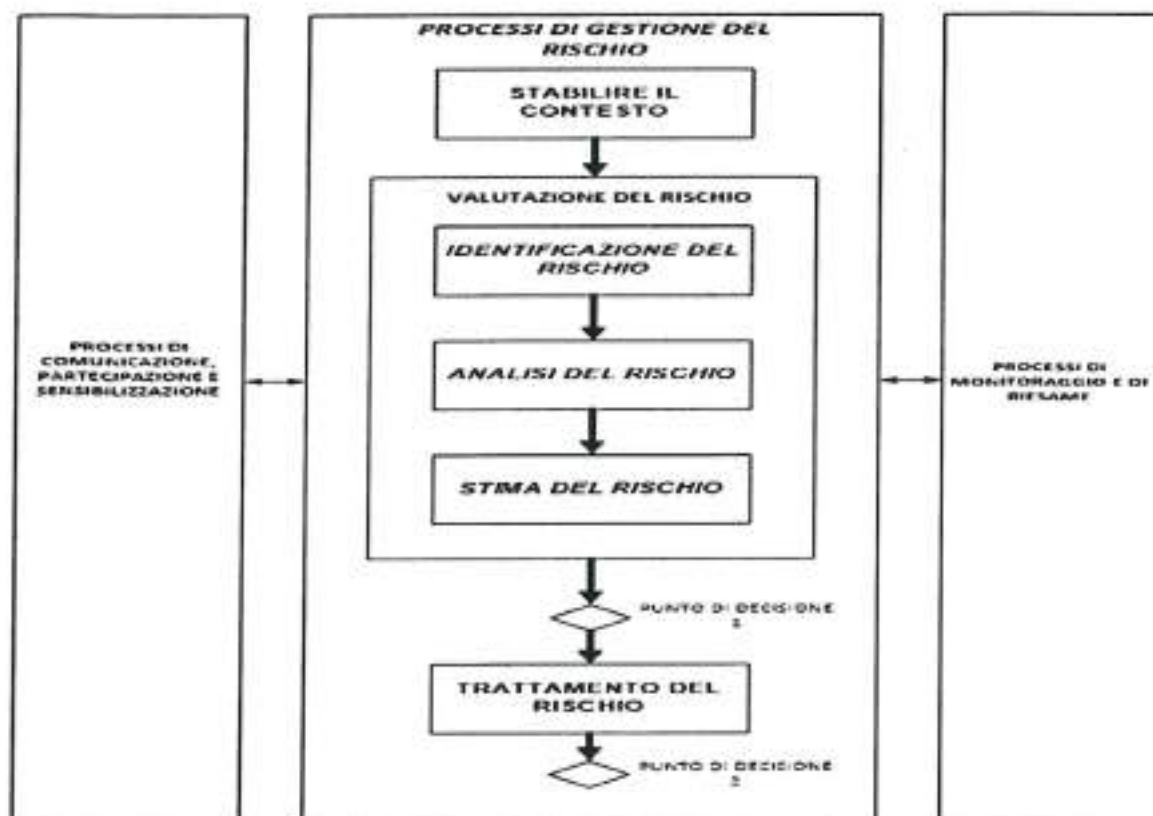 PROCESSI DI GESTIONE DEL
RISCHIO
STABILIRE IL
CONTESTO
VALUTAZIONE DEL RISCHIO
IDENTIFICAZIONE DEL
RISCHIO
PROCESSI DI
COMUNICAZIONE,
PARTECIPAZIONE E
SENSIBILIZZAZIONE
ANALISI DEL RISCHIO
PROCESSI DI
MONITORAGGIO E DI
RIESAME
STIMA DEL RISCHIO
PUNTO DI DECISIONE
TRATTAMENTO DEL
RISCHIO
PUNTO DI DECISIONE